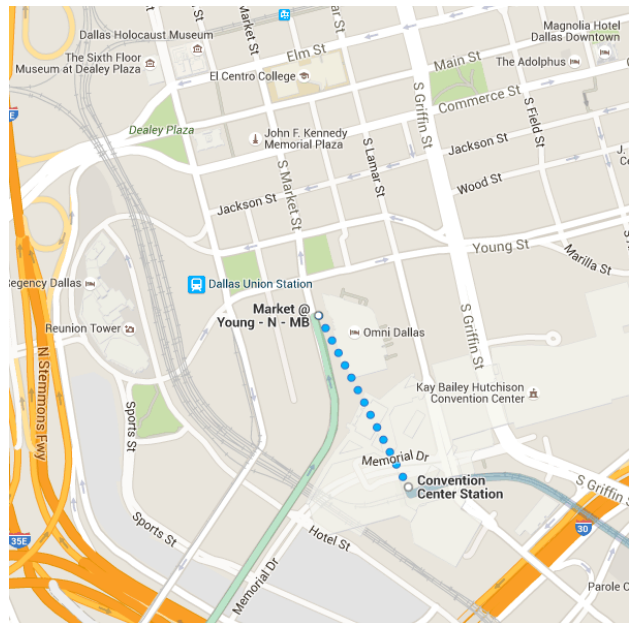 Dallas Holocaust Museum
Magnolia Hotel
Dallas Downtown
The Sixth Floor
Museum at Dealey Plaza
Elm St
El Centro College
Main St
The Adolphus
Commerce St
S Griffin St
S Field St
Dealey Plaza
John F. Kennedy
Memorial Plaza
Jackson St
S Lamar St
S Market St
Wood St
Jackson St
Young St
Marilla St
Regency Dallas
Dallas Union Station
Market @
Young - N - MB
Omni Dallas
Reunion Tower
S Griffin St
N Stemmons Fwy
Kay Bailey Hutchison
Convention Center
Sports St
Memorial Dr
Convention
Center Station
S Griffin St
35E
Sports St
Hotel St
30
Memorial Dr
Parole C